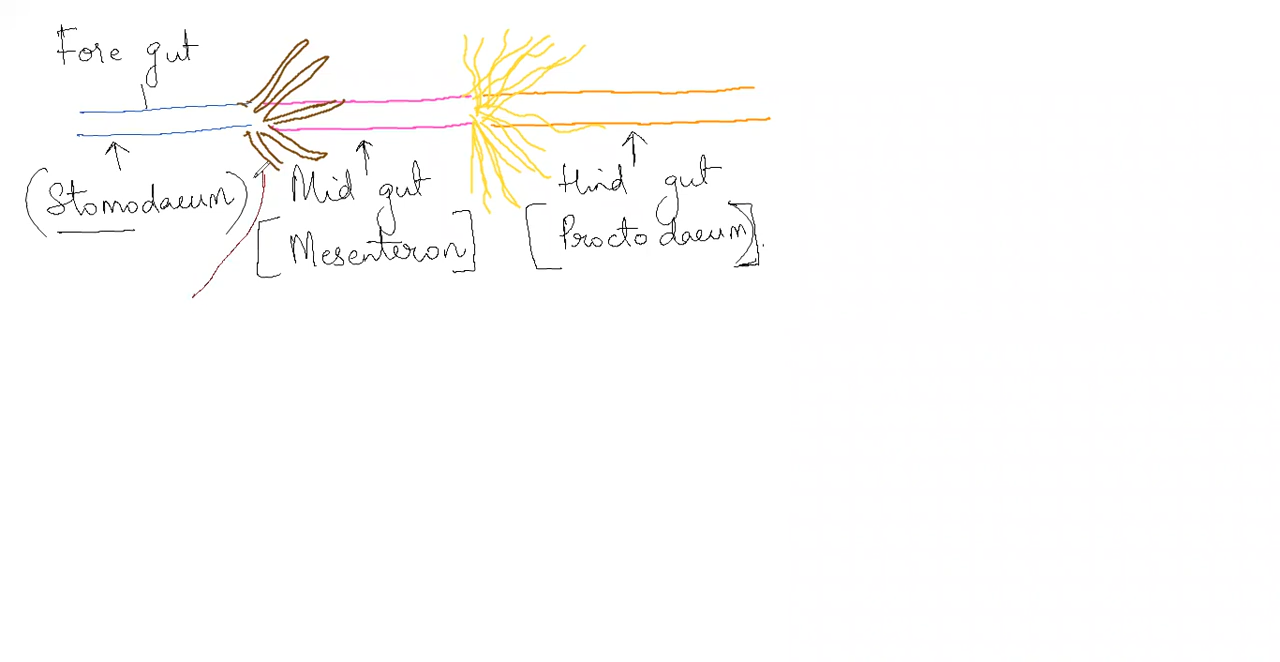 Fore gut
(Stomodaeum)
Mid gut
[Mesenteron]
Hind gut
[Proctodaeum].